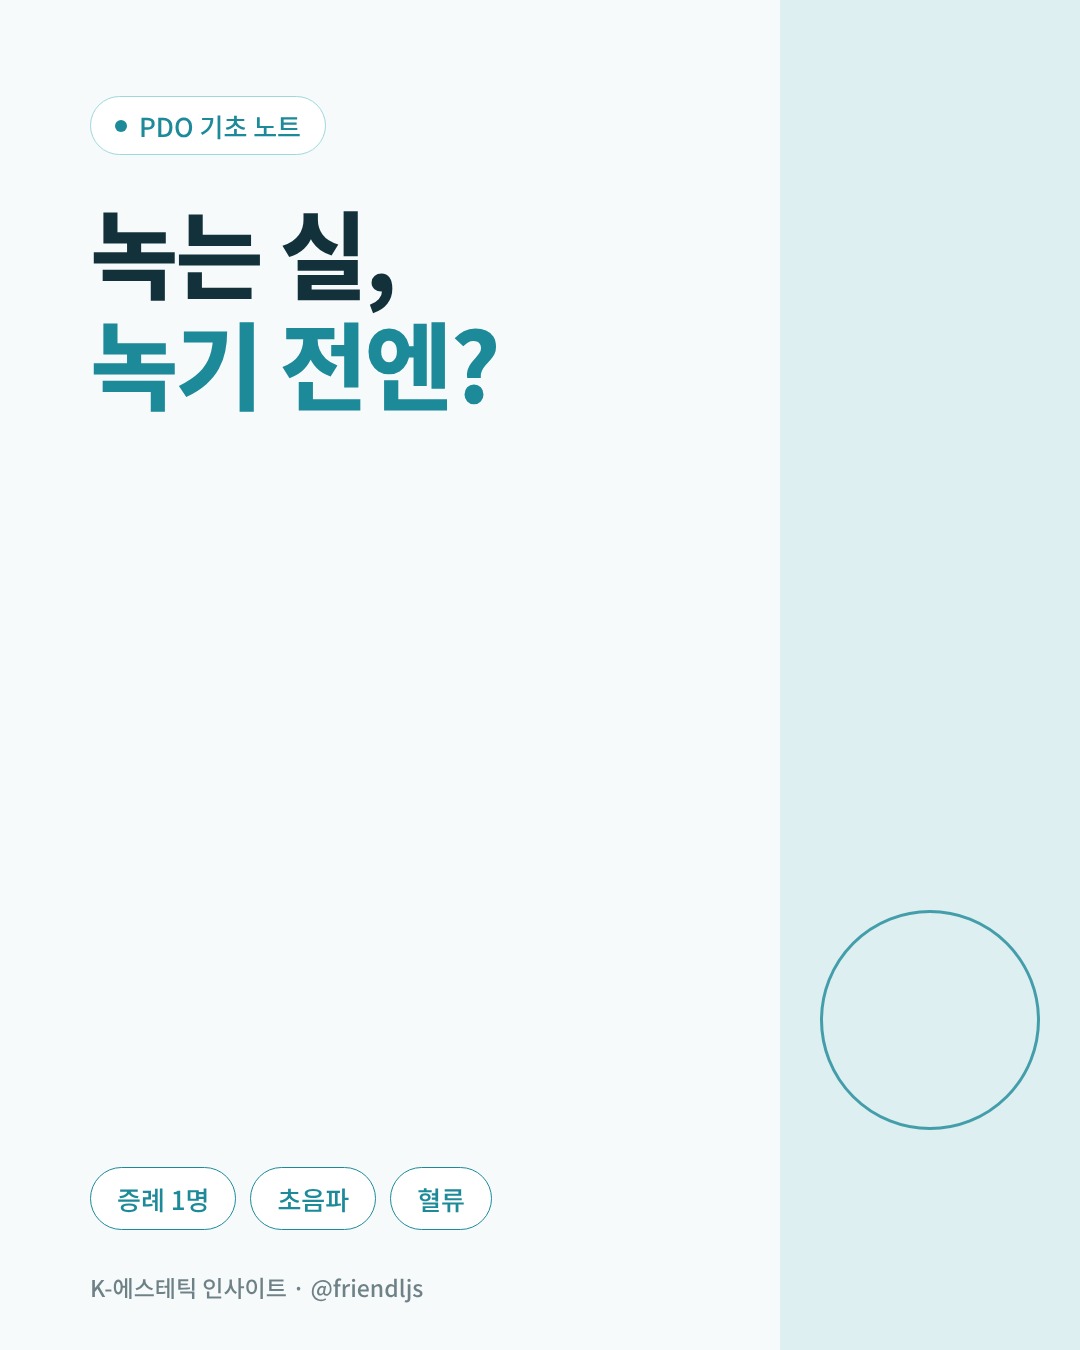 PDO 기초 노트
녹는 실,
녹기 전엔?
증례 1명
초음파
혈류
K-에스테틱 인사이트 · @friendljs